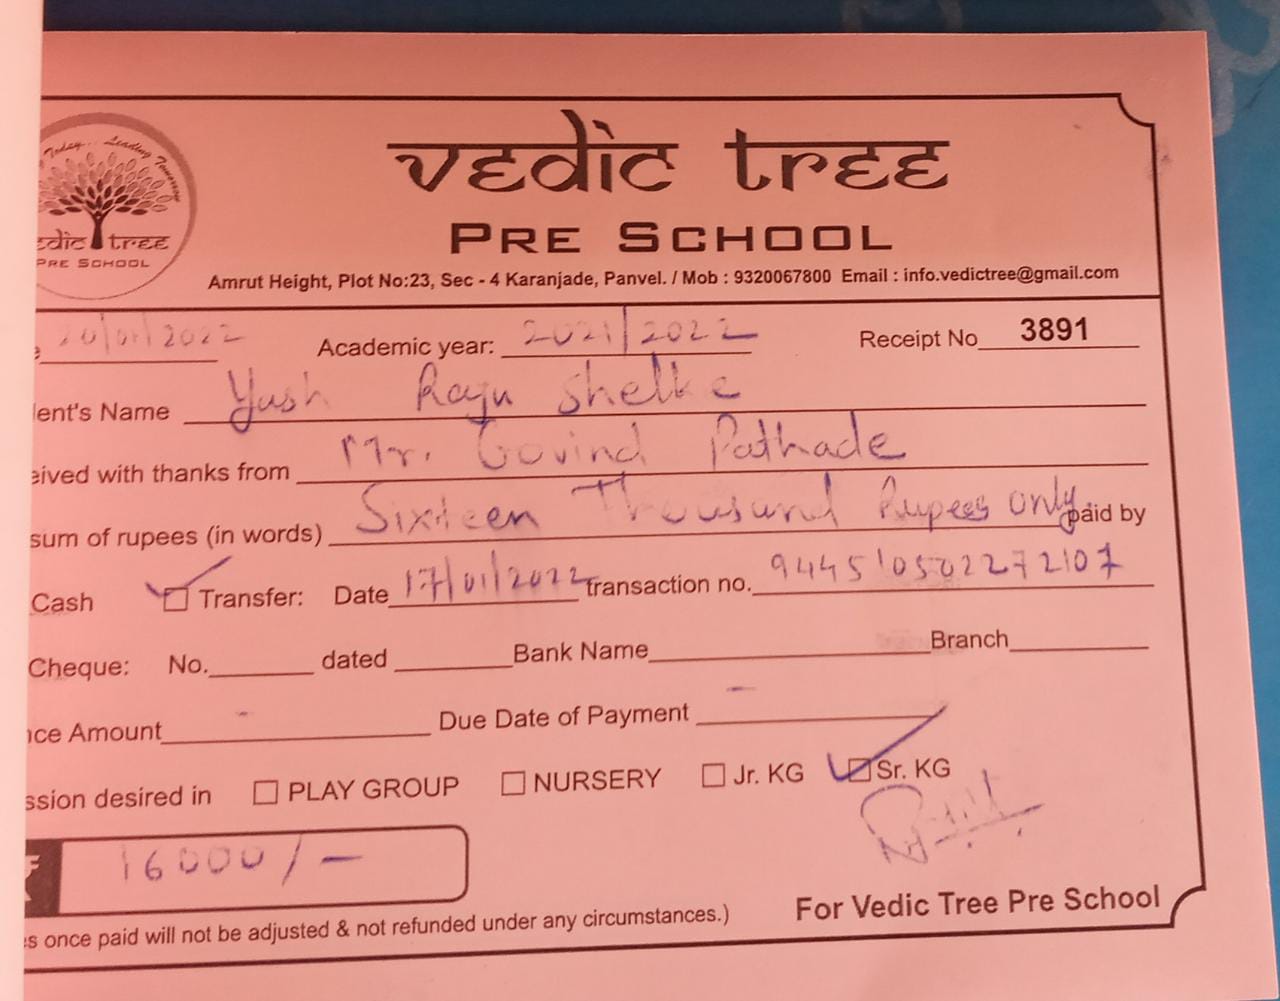 Today... Leading Tomorrow
edic tree
PRE SCHOOL
vedic tree
PRE SCHOOL
Amrut Height, Plot No:23, Sec - 4 Karanjade, Panvel. / Mob : 9320067800 Email : info.vedictree@gmail.com
e 20/01/2022 Academic year: 2021/2022 Receipt No 3891
ent's Name Yash Raju Shelke
eived with thanks from Mr. Govind Pathade
sum of rupees (in words) Sixteen Thousand Rupees only paid by
Cash Transfer: Date 17/01/2022 transaction no. 944510502272107
Cheque: No. dated Bank Name Branch
nce Amount - Due Date of Payment -
ssion desired in PLAY GROUP NURSERY Jr. KG Sr. KG
₹ 16000/-
s once paid will not be adjusted & not refunded under any circumstances.) For Vedic Tree Pre School